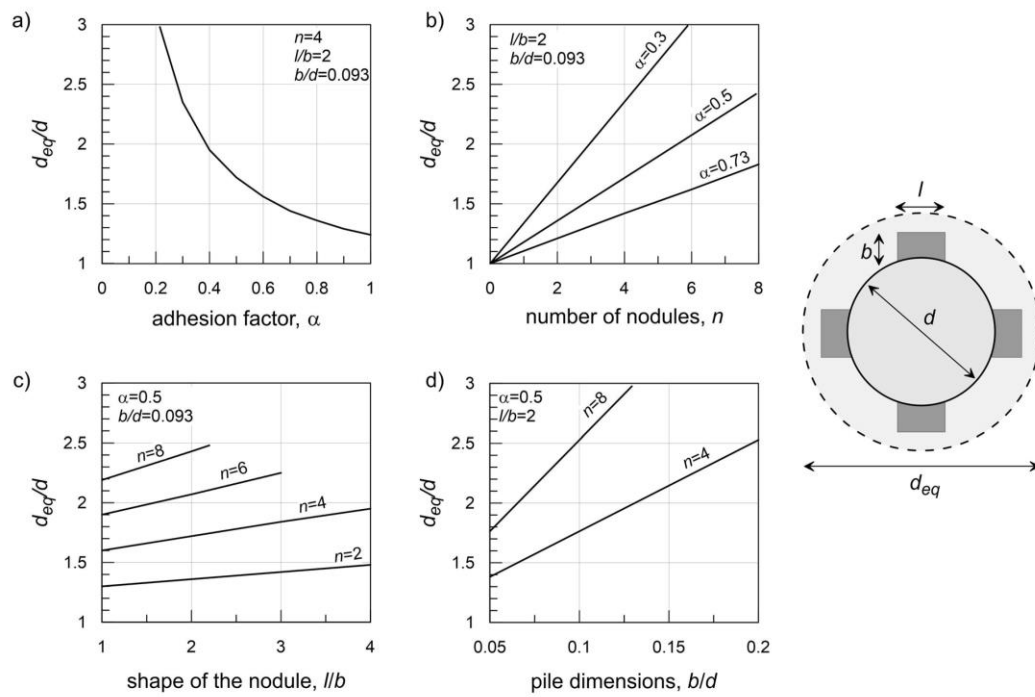 a)
3
2.5
2
1.5
1
d_eq/d
n=4
l/b=2
b/d=0.093
0 0.2 0.4 0.6 0.8 1
adhesion factor, α
b)
3
2.5
2
1.5
1
d_eq/d
l/b=2
b/d=0.093
α=0.3
α=0.5
α=0.73
0 2 4 6 8
number of nodules, n
l
b
d
d_eq
c)
3
2.5
2
1.5
1
d_eq/d
α=0.5
b/d=0.093
n=8
n=6
n=4
n=2
1 2 3 4
shape of the nodule, l/b
d)
3
2.5
2
1.5
1
d_eq/d
α=0.5
l/b=2
n=8
n=4
0.05 0.1 0.15 0.2
pile dimensions, b/d